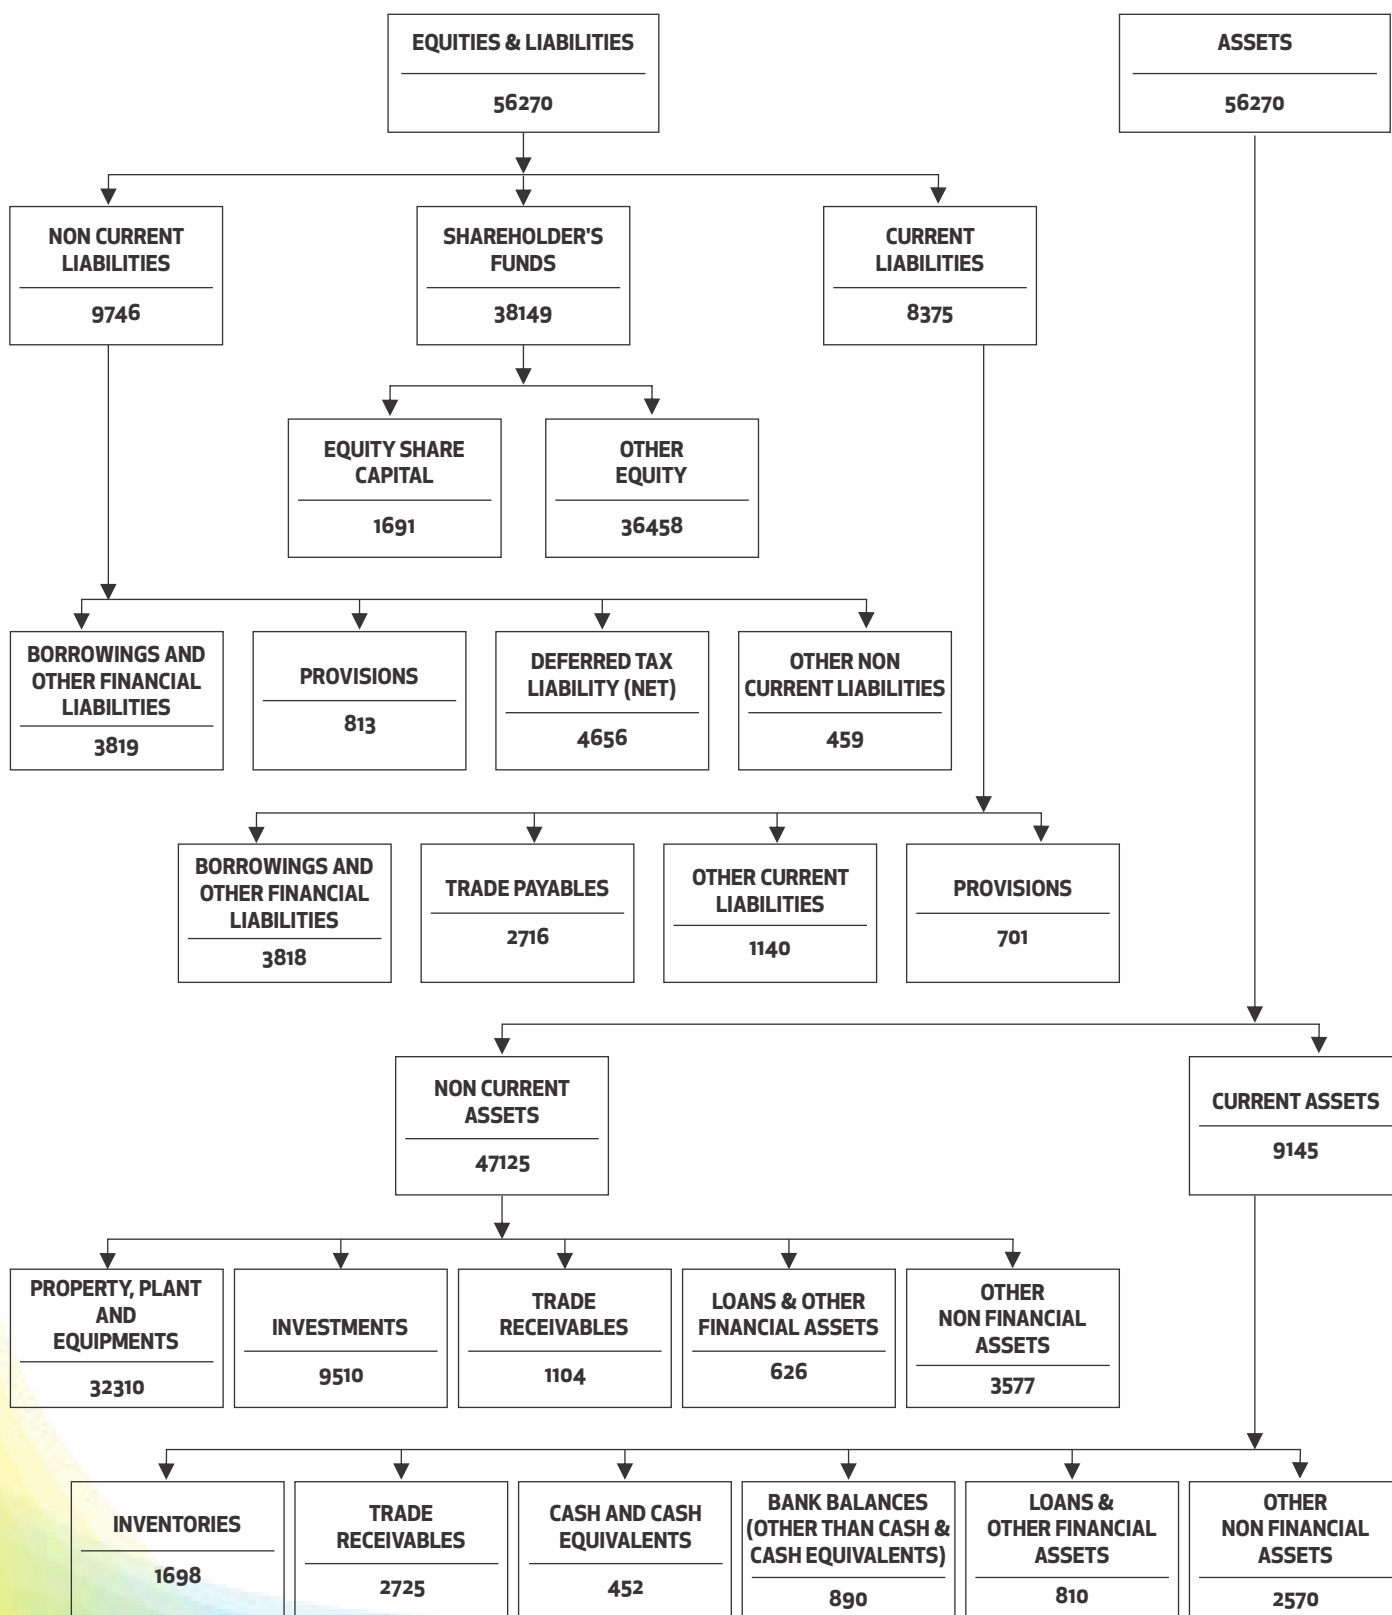 EQUITIES & LIABILITIES
56270
ASSETS
56270
NON CURRENT
LIABILITIES
9746
SHAREHOLDER'S
FUNDS
38149
CURRENT
LIABILITIES
8375
EQUITY SHARE
CAPITAL
1691
OTHER
EQUITY
36458
BORROWINGS AND
OTHER FINANCIAL
LIABILITIES
3819
PROVISIONS
813
DEFERRED TAX
LIABILITY (NET)
4656
OTHER NON
CURRENT LIABILITIES
459
BORROWINGS AND
OTHER FINANCIAL
LIABILITIES
3818
TRADE PAYABLES
2716
OTHER CURRENT
LIABILITIES
1140
PROVISIONS
701
NON CURRENT
ASSETS
47125
CURRENT ASSETS
9145
PROPERTY, PLANT
AND
EQUIPMENTS
32310
INVESTMENTS
9510
TRADE
RECEIVABLES
1104
LOANS & OTHER
FINANCIAL ASSETS
626
OTHER
NON FINANCIAL
ASSETS
3577
INVENTORIES
1698
TRADE
RECEIVABLES
2725
CASH AND CASH
EQUIVALENTS
452
BANK BALANCES
(OTHER THAN CASH &
CASH EQUIVALENTS)
890
LOANS &
OTHER FINANCIAL
ASSETS
810
OTHER
NON FINANCIAL
ASSETS
2570